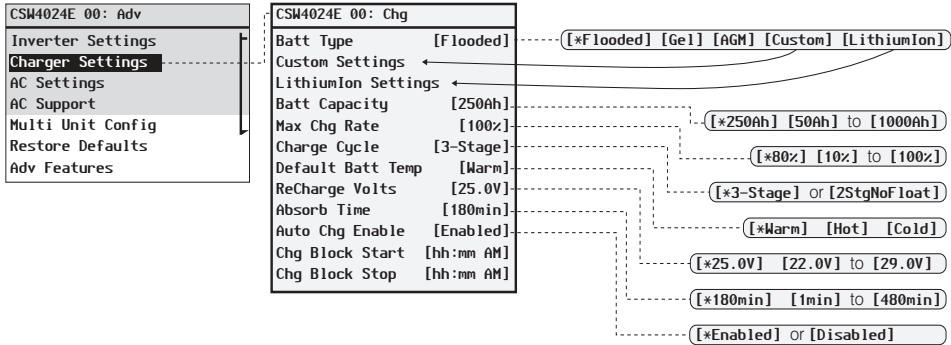 CSW4024E 00: Adv
Inverter Settings
Charger Settings
AC Settings
AC Support
Multi Unit Config
Restore Defaults
Adv Features
CSW4024E 00: Chg
Batt Type [Flooded]
Custom Settings
LithiumIon Settings
Batt Capacity [250Ah]
Max Chg Rate [100%]
Charge Cycle [3-Stage]
Default Batt Temp [Warm]
ReCharge Volts [25.0V]
Absorb Time [180min]
Auto Chg Enable [Enabled]
Chg Block Start [hh:mm AM]
Chg Block Stop [hh:mm AM]
[*Flooded] [Gel] [AGM] [Custom] [LithiumIon]
[*250Ah] [50Ah] to [1000Ah]
[*80%] [10%] to [100%]
[*3-Stage] or [2StgNoFloat]
[*Warm] [Hot] [Cold]
[*25.0V] [22.0V] to [29.0V]
[*180min] [1min] to [480min]
[*Enabled] or [Disabled]